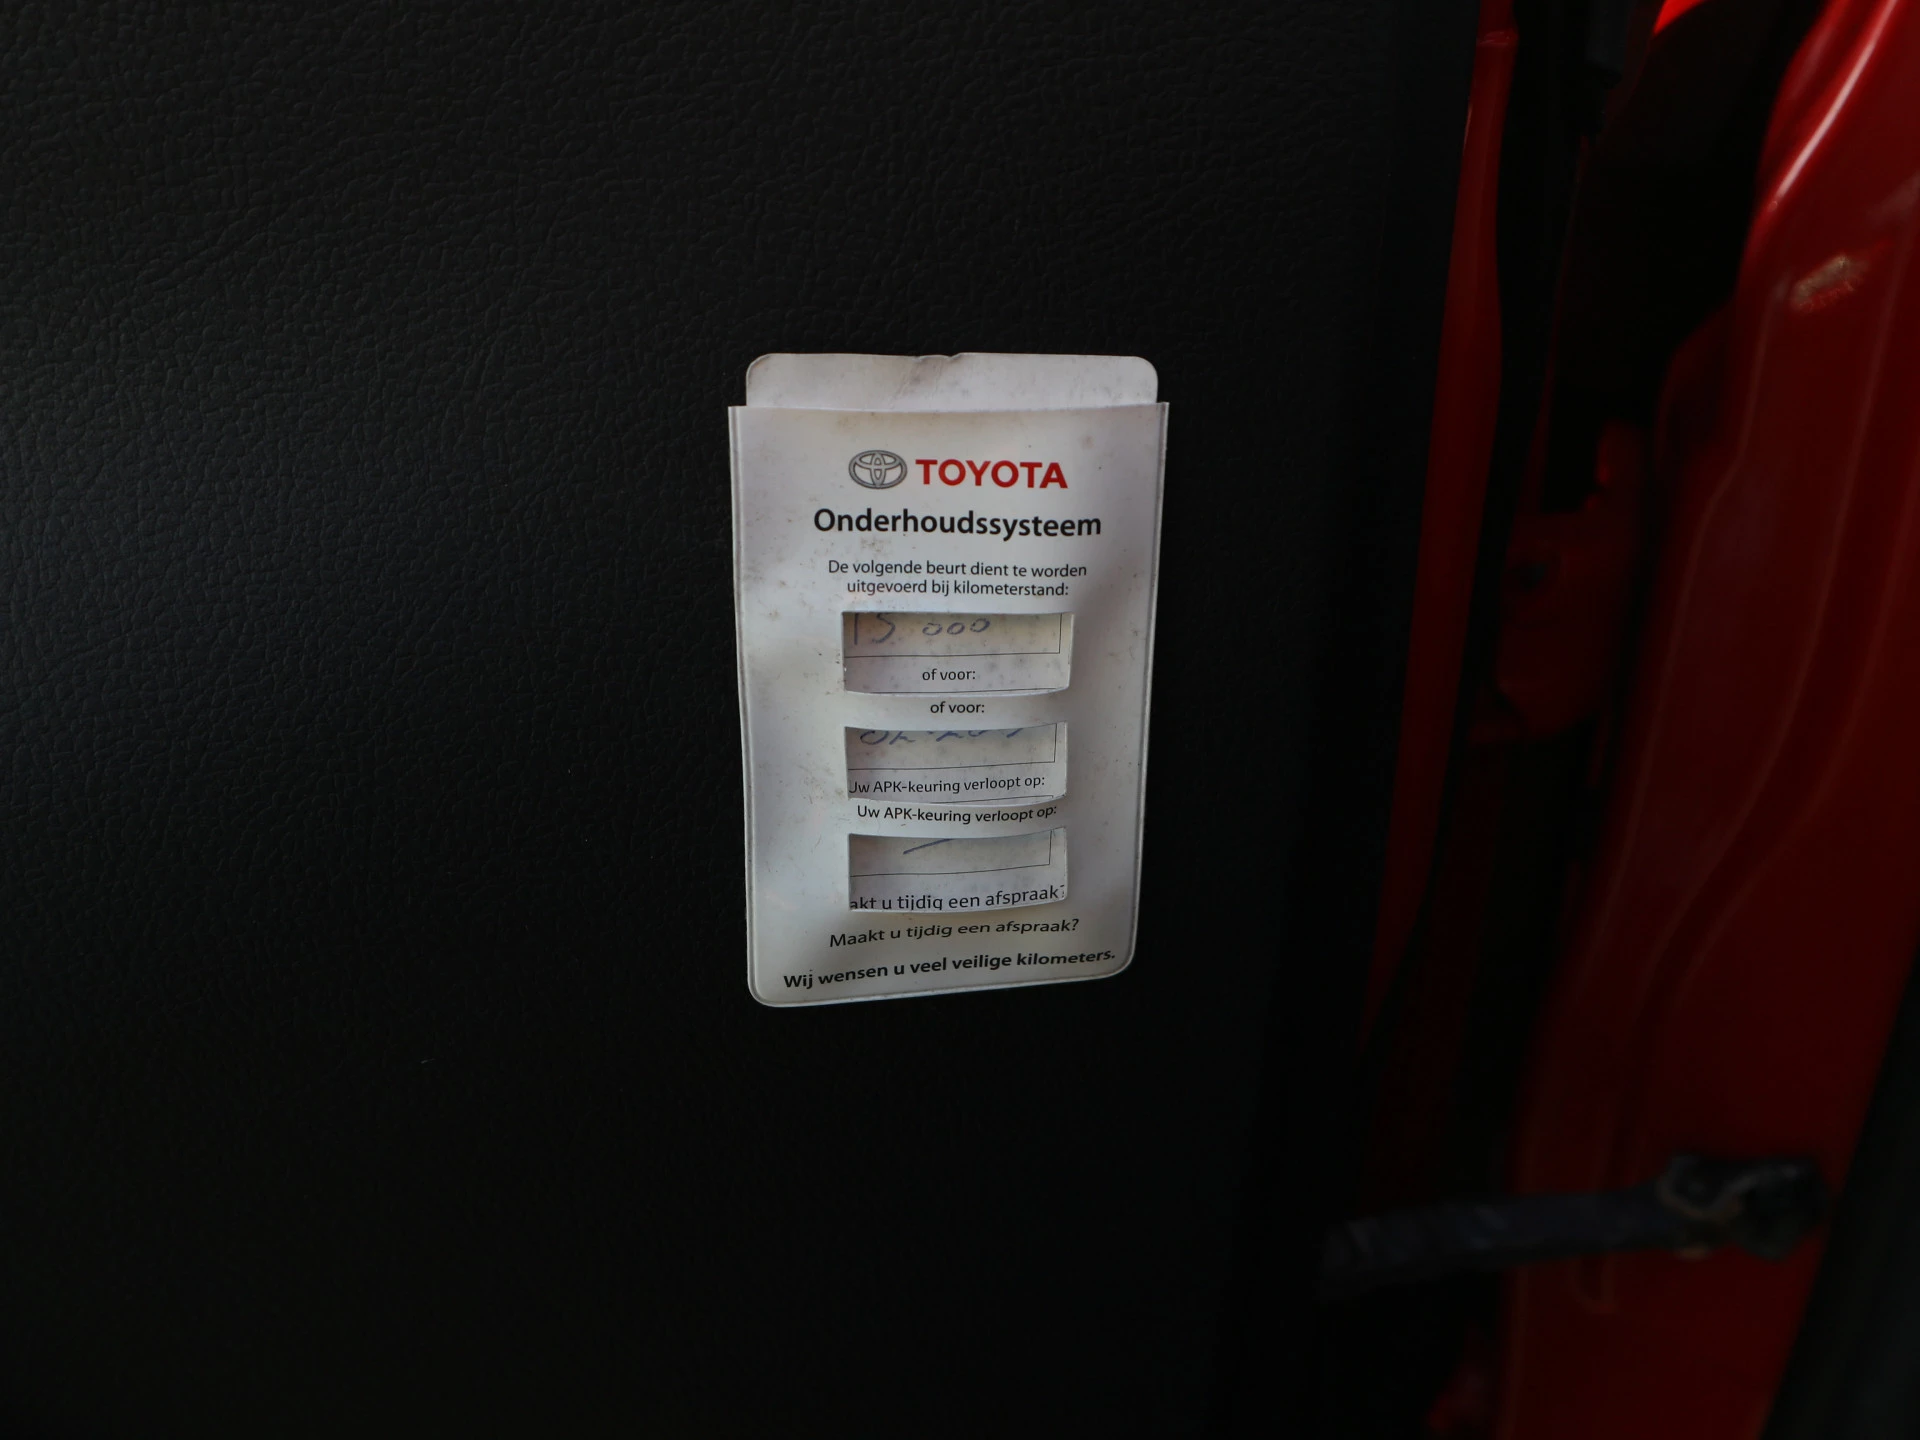 TOYOTA
Onderhoudssysteem
De volgende beurt dient te worden
uitgevoerd bij kilometerstand:
15 000
of voor:
of voor:
Uw APK-keuring verloopt op:
Uw APK-keuring verloopt op:
akt u tijdig een afspraak?
Maakt u tijdig een afspraak?
Wij wensen u veel veilige kilometers.